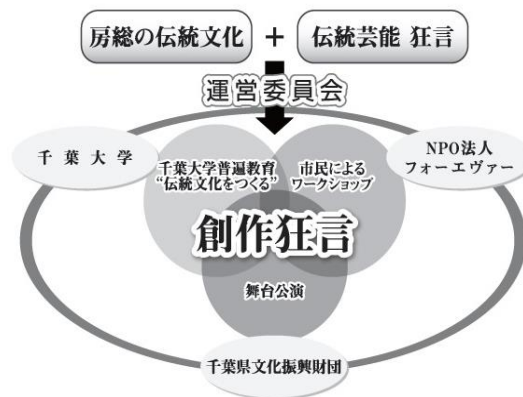 房総の伝統文化 + 伝統芸能 狂言
運営委員会
千葉大学
NPO法人
フォーエヴァー
千葉大学普遍教育
“伝統文化をつくる”
市民による
ワークショップ
創作狂言
舞台公演
千葉県文化振興財団